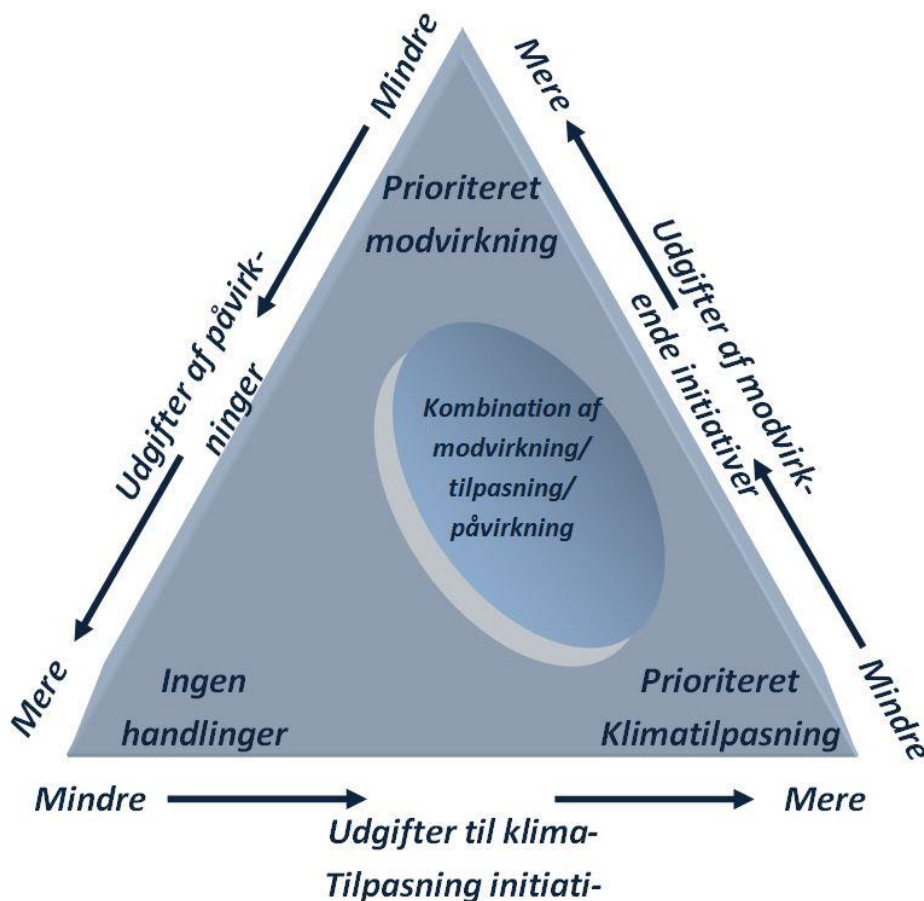 Mindre
Mere
Prioriteret
modvirkning
Udgifter af påvirk-
ninger
Udgifter af modvirk-
ende initiativer
Kombination af
modvirkning/
tilpasning/
påvirkning
Mere
Ingen
handlinger
Prioriteret
Klimatilpasning
Mindre
Mindre
Mere
Udgifter til klima-
Tilpasning initiati-